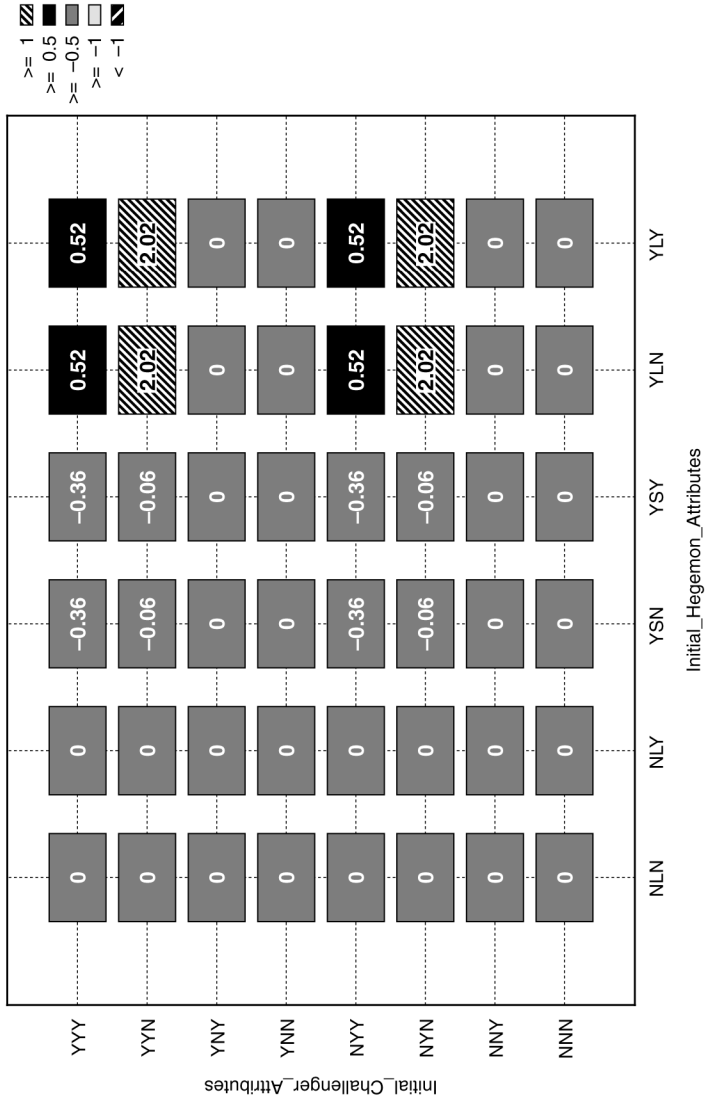 >= 1
>= 0.5
>= −0.5
>= −1
< −1
Initial_Challenger_Attributes
YYY 0 0 −0.36 −0.36 0.52 0.52
YYN 0 0 −0.06 −0.06 2.02 2.02
YNY 0 0 0 0 0 0
YNN 0 0 0 0 0 0
NYY 0 0 −0.36 −0.36 0.52 0.52
NYN 0 0 −0.06 −0.06 2.02 2.02
NNY 0 0 0 0 0 0
NNN 0 0 0 0 0 0
NLN NLY YSN YSY YLN YLY
Initial_Hegemon_Attributes